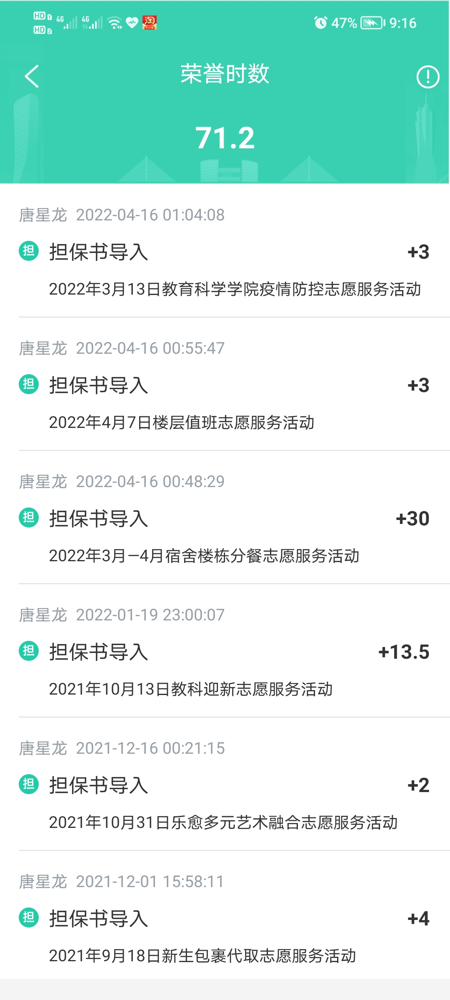 HD 1 4G 4G 淘 47% 9:16
HD 2
荣誉时数
71.2
唐星龙 2022-04-16 01:04:08
担 担保书导入 +3
2022年3月13日教育科学学院疫情防控志愿服务活动
唐星龙 2022-04-16 00:55:47
担 担保书导入 +3
2022年4月7日楼层值班志愿服务活动
唐星龙 2022-04-16 00:48:29
担 担保书导入 +30
2022年3月—4月宿舍楼栋分餐志愿服务活动
唐星龙 2022-01-19 23:00:07
担 担保书导入 +13.5
2021年10月13日教科迎新志愿服务活动
唐星龙 2021-12-16 00:21:15
担 担保书导入 +2
2021年10月31日乐愈多元艺术融合志愿服务活动
唐星龙 2021-12-01 15:58:11
担 担保书导入 +4
2021年9月18日新生包裹代取志愿服务活动